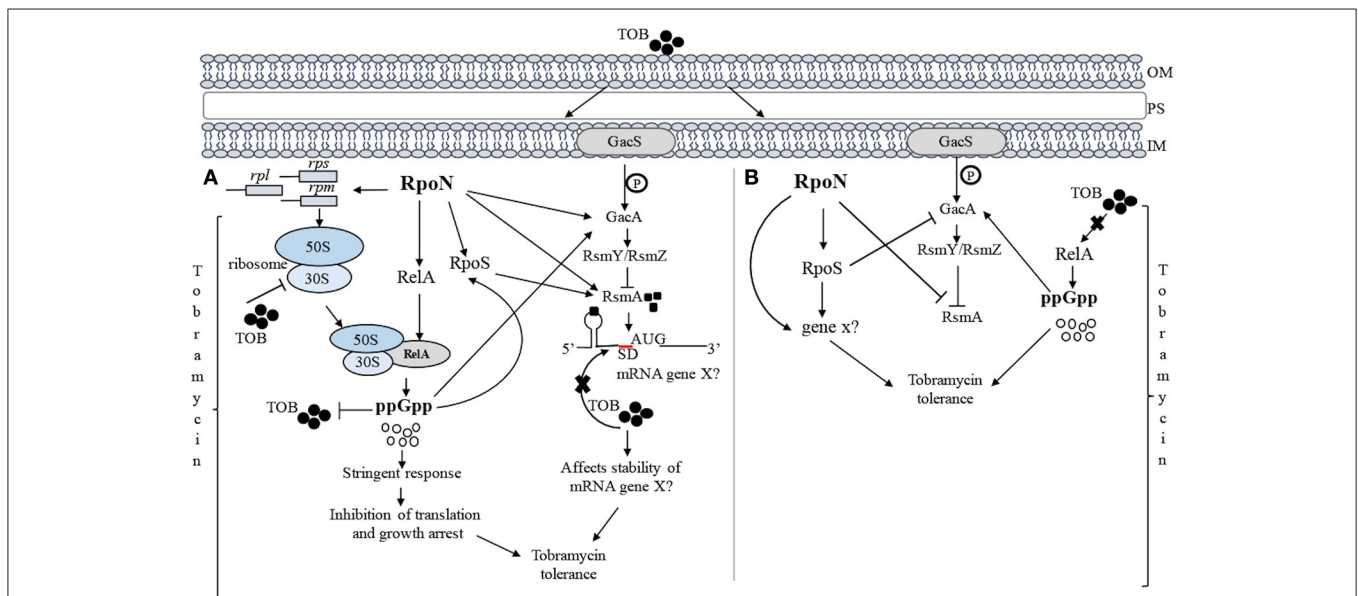 TOB
OM
PS
IM
GacS
GacS
A
rps
rpl
rpm
RpoN
P
GacA
RsmY/RsmZ
50S
ribosome
30S
RelA
RpoS
RsmA
TOB
50S
30S
RelA
5’
AUG
3’
SD
mRNA gene X?
TOB
ppGpp
TOB
Stringent response
Affects stability of
mRNA gene X?
Inhibition of translation
and growth arrest
Tobramycin
tolerance
Tobramycin
B
RpoN
P
TOB
GacA
RsmY/RsmZ
RelA
RpoS
ppGpp
RsmA
gene x?
Tobramycin
tolerance
Tobramycin